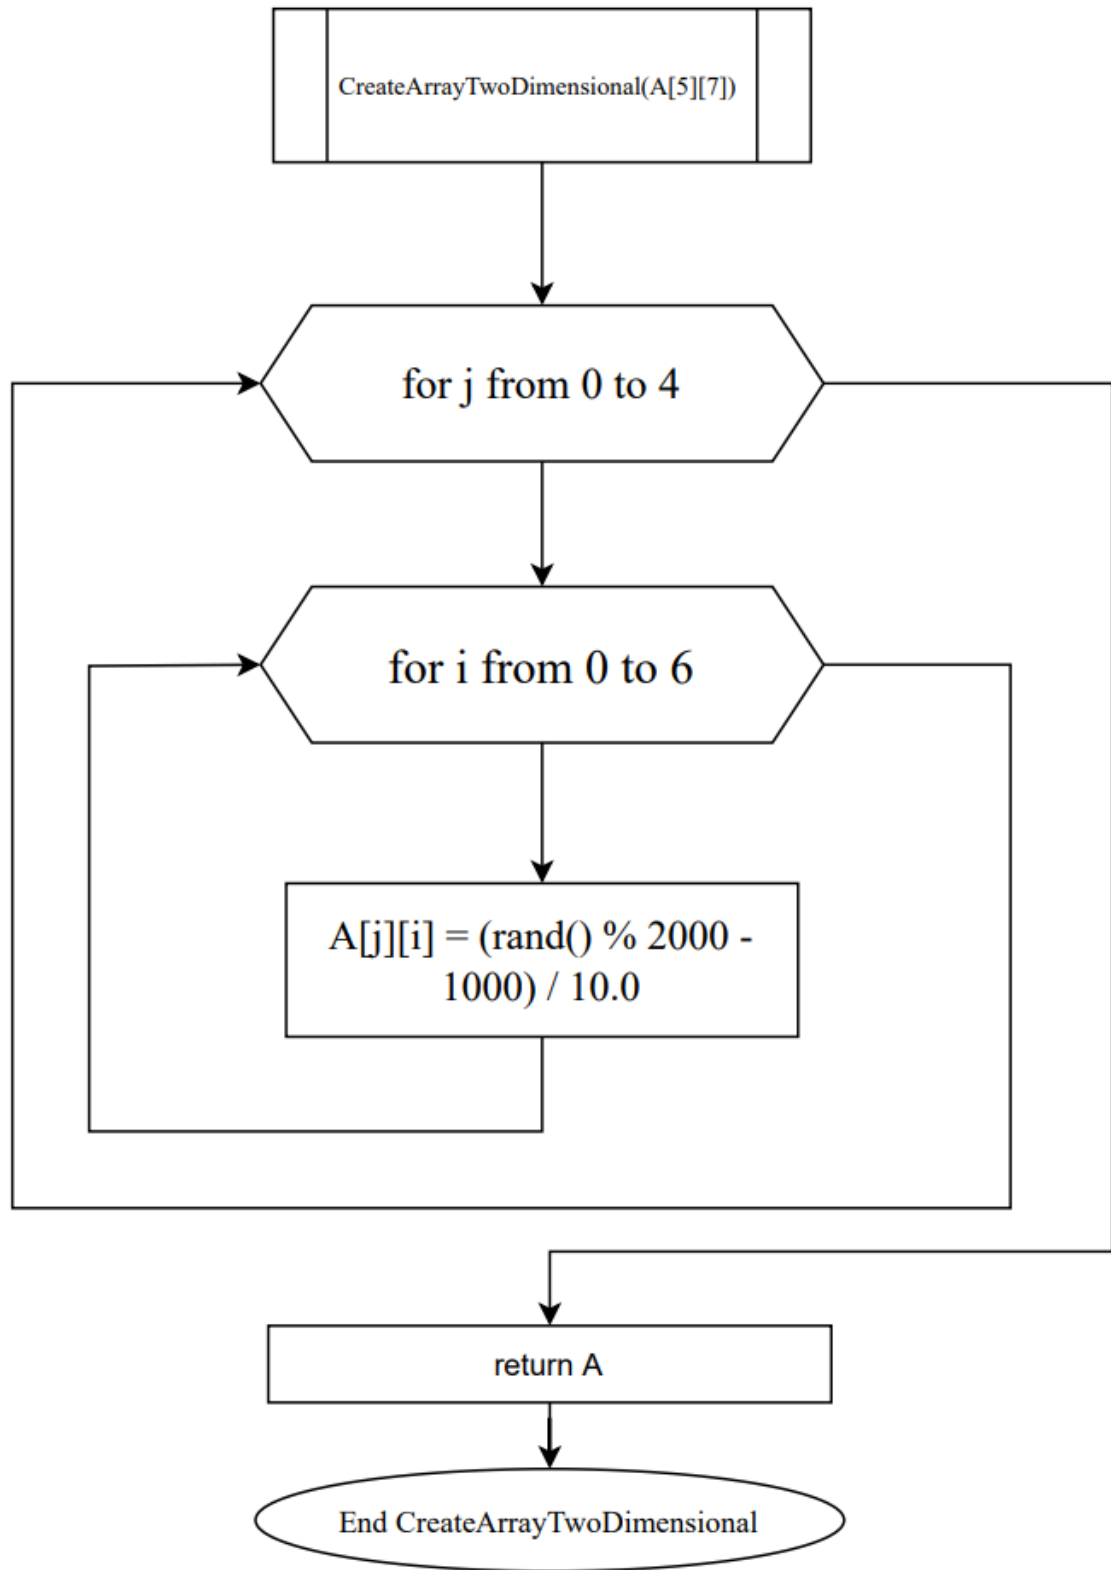 CreateArrayTwoDimensional(A[5][7])
for j from 0 to 4
for i from 0 to 6
A[j][i] = (rand() % 2000 -
1000) / 10.0
return A
End CreateArrayTwoDimensional